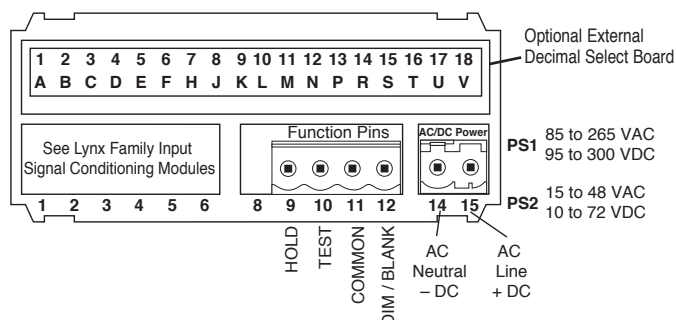 Optional External
Decimal Select Board
1 2 3 4 5 6 7 8 9 10 11 12 13 14 15 16 17 18
A B C D E F H J K L M N P R S T U V
See Lynx Family Input
Signal Conditioning Modules
Function Pins
AC/DC Power
PS1 85 to 265 VAC
95 to 300 VDC
PS2 15 to 48 VAC
10 to 72 VDC
1 2 3 4 5 6 8 9 10 11 12 14 15
HOLD
TEST
COMMON
DIM / BLANK
AC
Neutral
– DC
AC
Line
+ DC